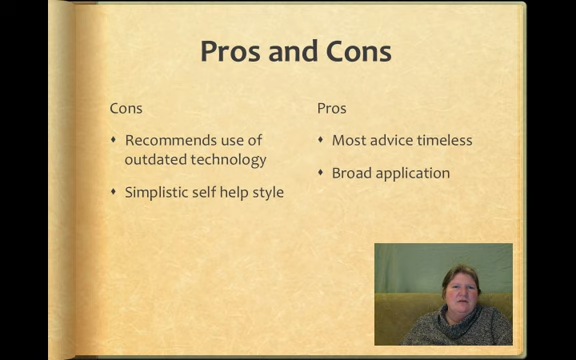 Pros and Cons
Cons
Recommends use of
outdated technology
Simplistic self help style
Pros
Most advice timeless
Broad application